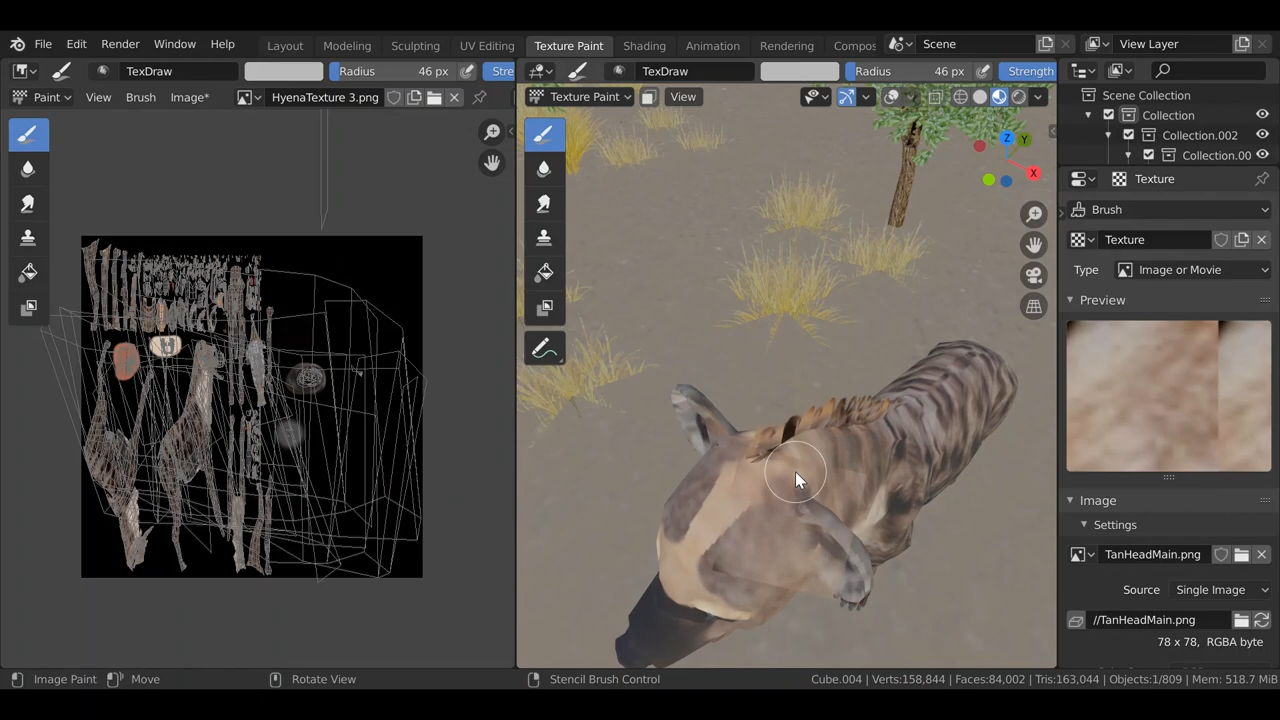 File Edit Render Window Help Layout Modeling Sculpting UV Editing Texture Paint Shading Animation Rendering Compos Scene View Layer
TexDraw Radius 46 px Stre TexDraw Radius 46 px Strength
Paint View Brush Image* HyenaTexture 3.png Texture Paint View
Scene Collection
Collection
Collection.002
Collection.00
Z Y
X
Texture
Brush
Texture
Type Image or Movie
Preview
Image
Settings
TanHeadMain.png
Source Single Image
//TanHeadMain.png
78 x 78, RGBA byte
Image Paint Move Rotate View Stencil Brush Control Cube.004 | Verts:158,844 | Faces:84,002 | Tris:163,044 | Objects:1/809 | Mem: 518.7 MiB